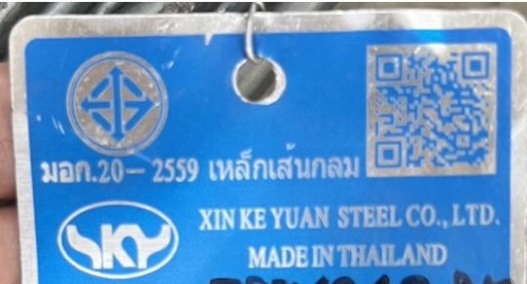 มอก.20– 2559 เหล็กเส้นกลม
SKY
XIN KE YUAN STEEL CO., LTD.
MADE IN THAILAND